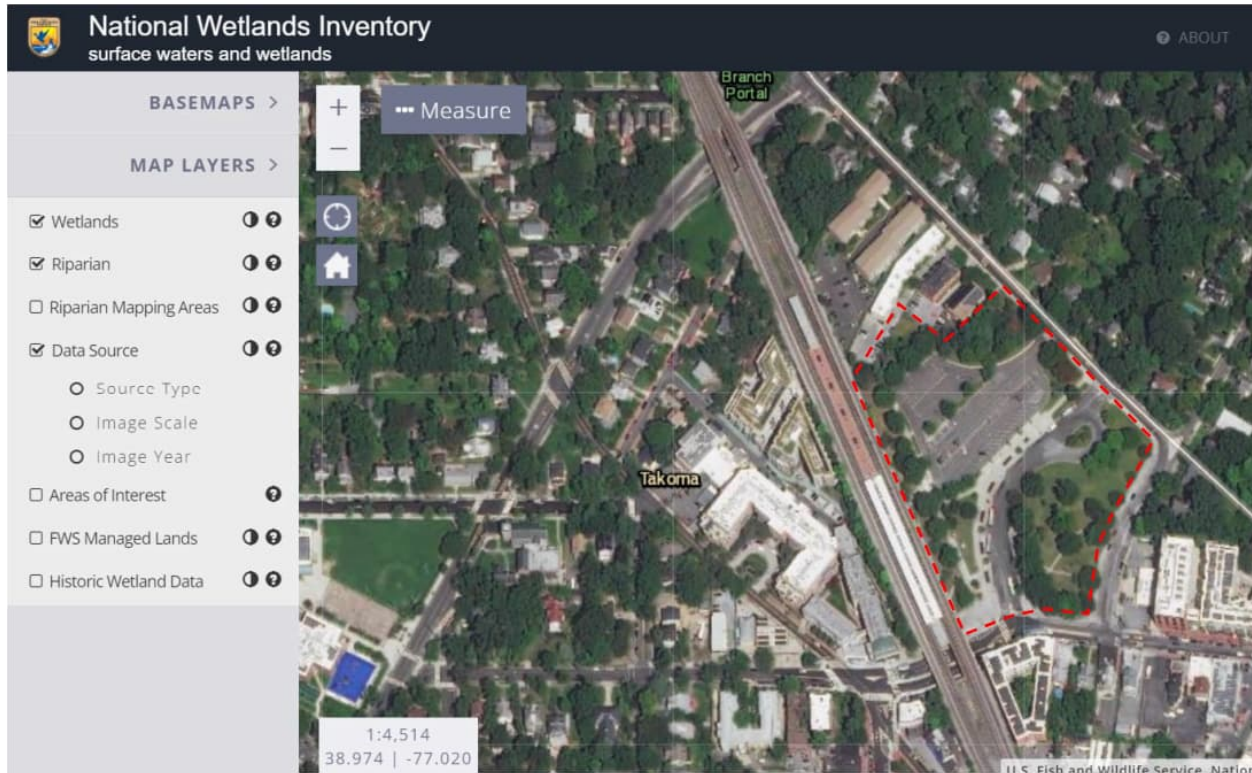 National Wetlands Inventory
surface waters and wetlands
ABOUT
BASEMAPS >
MAP LAYERS >
Wetlands
Riparian
Riparian Mapping Areas
Data Source
Source Type
Image Scale
Image Year
Areas of Interest
FWS Managed Lands
Historic Wetland Data
+
Measure
−
Branch
Portal
Takoma
1:4,514
38.974 | -77.020
U.S. Fish and Wildlife Service, Nation